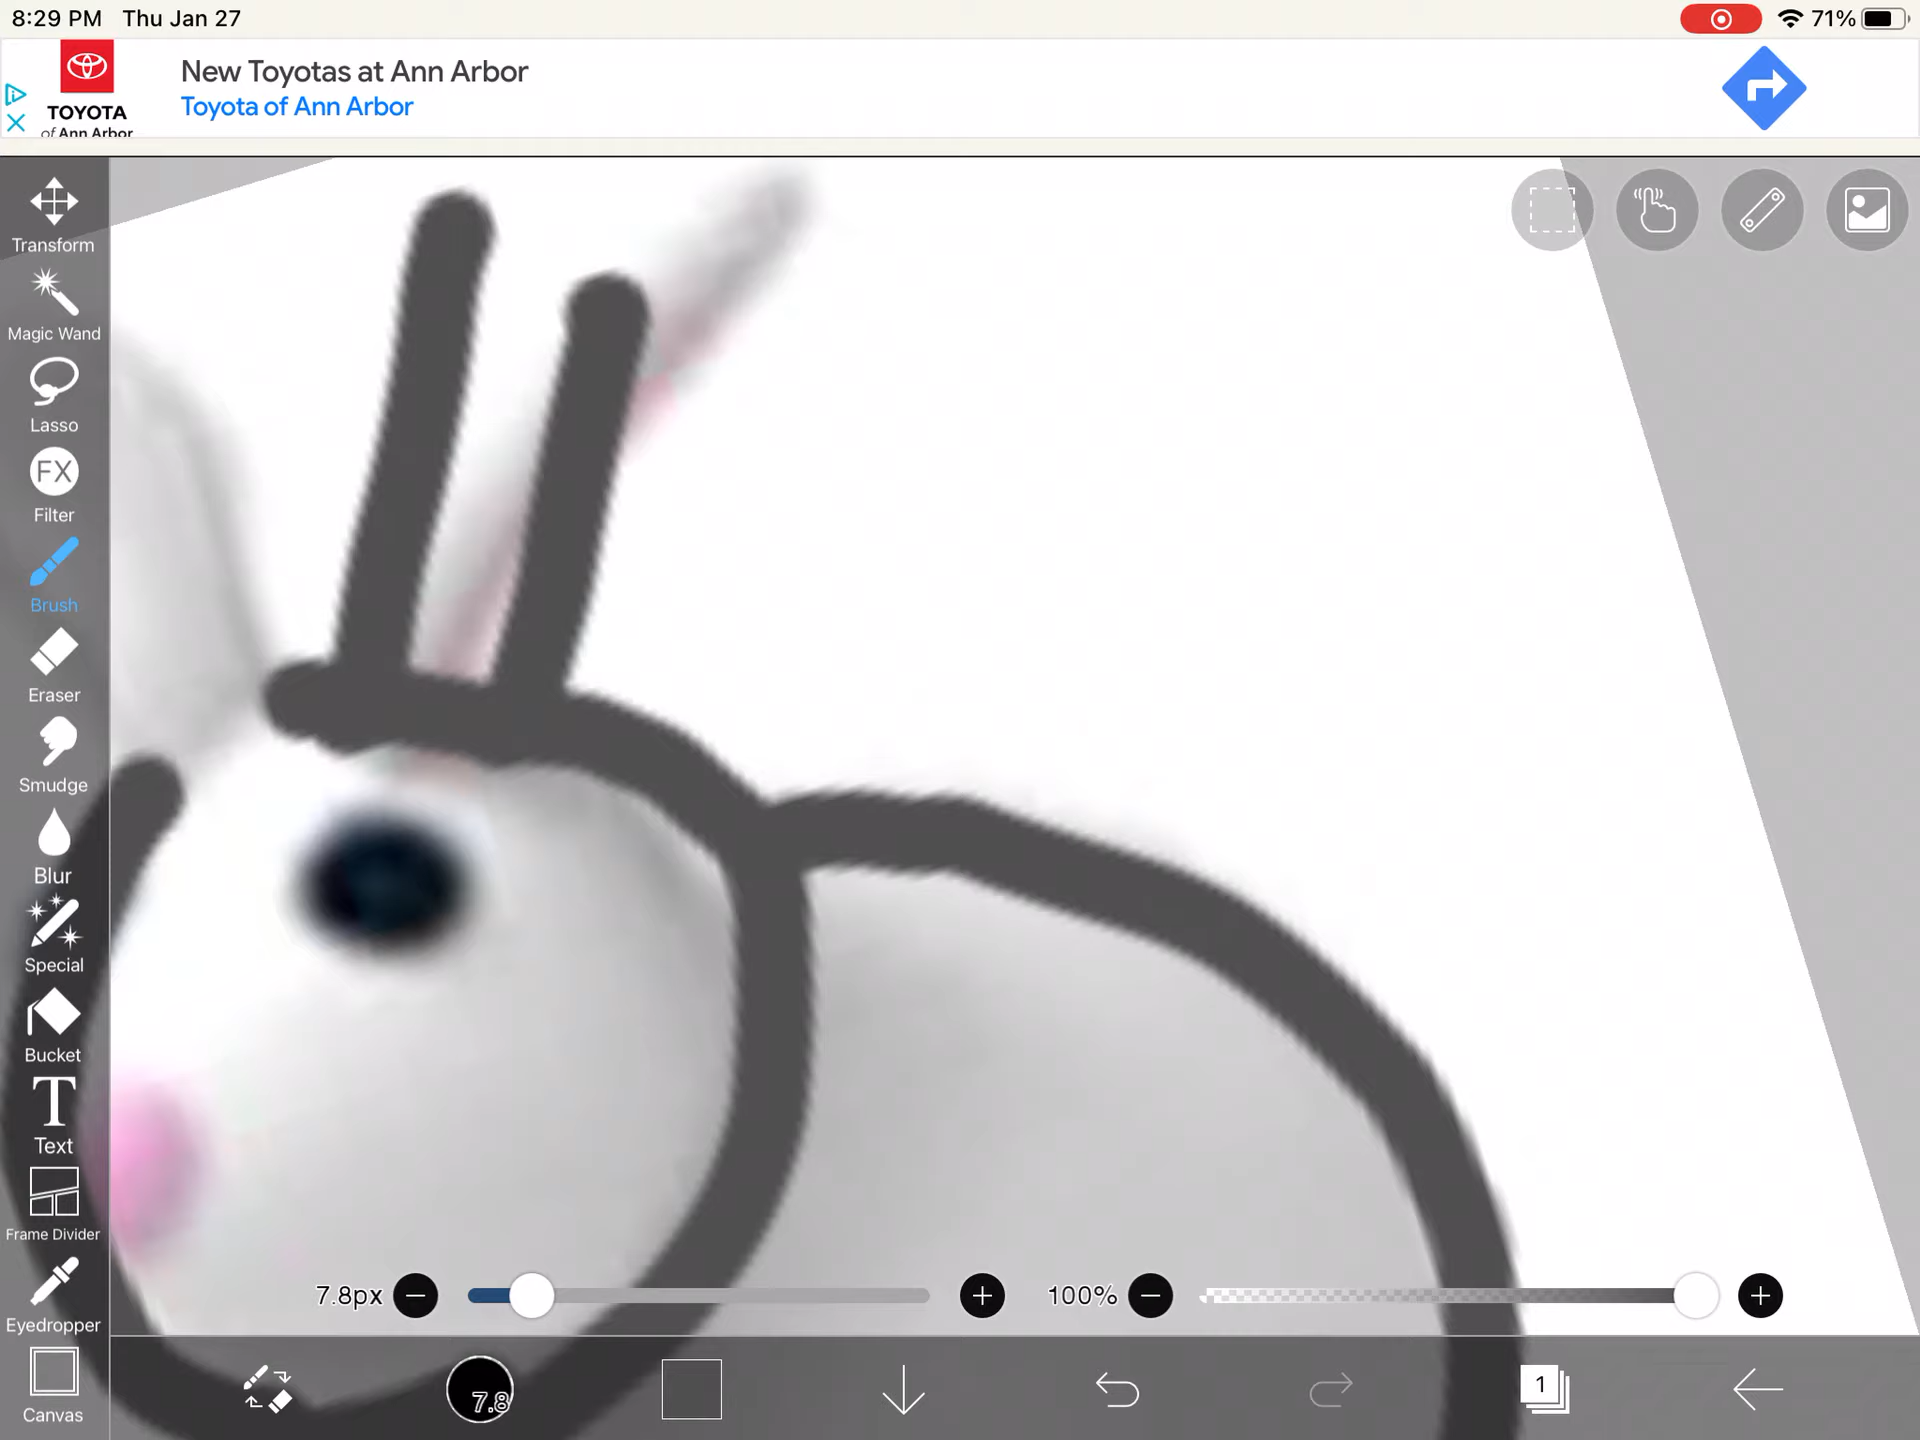 8:29 PM Thu Jan 27
71%
New Toyotas at Ann Arbor
Toyota of Ann Arbor
TOYOTA
of Ann Arbor
Transform
Magic Wand
Lasso
FX
Filter
Brush
Eraser
Smudge
Blur
Special
Bucket
T
Text
Frame Divider
Eyedropper
Canvas
7.8px
100%
7.8
1